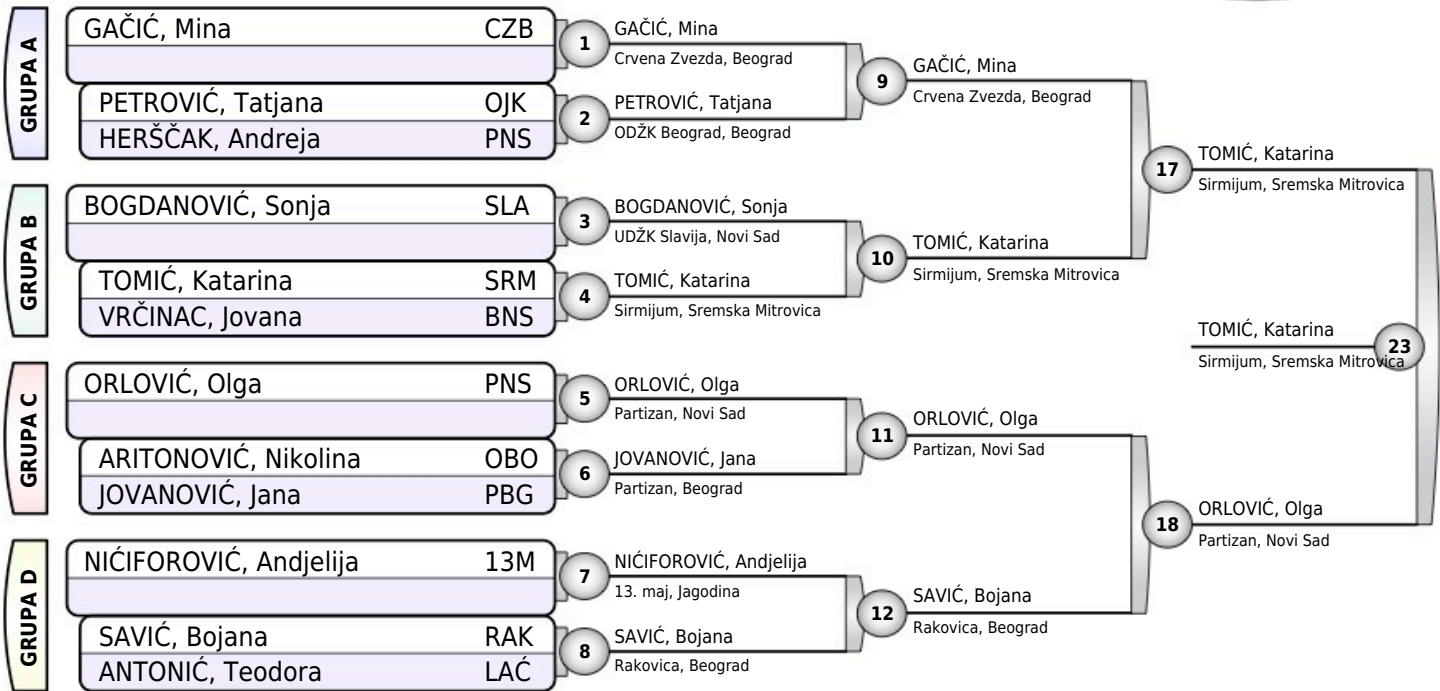 GRUPA A
GAČIĆ, Mina CZB
PETROVIĆ, Tatjana OJK
HERŠČAK, Andreja PNS
GRUPA B
BOGDANOVIĆ, Sonja SLA
TOMIĆ, Katarina SRM
VRČINAC, Jovana BNS
GRUPA C
ORLOVIĆ, Olga PNS
ARITONOVIĆ, Nikolina OBO
JOVANOVIĆ, Jana PBG
GRUPA D
NIĆIFOROVIĆ, Andjelija 13M
SAVIĆ, Bojana RAK
ANTONIĆ, Teodora LAĆ
1
GAČIĆ, Mina
Crvena Zvezda, Beograd
2
PETROVIĆ, Tatjana
ODŽK Beograd, Beograd
3
BOGDANOVIĆ, Sonja
UDŽK Slavija, Novi Sad
4
TOMIĆ, Katarina
Sirmijum, Sremska Mitrovica
5
ORLOVIĆ, Olga
Partizan, Novi Sad
6
JOVANOVIĆ, Jana
Partizan, Beograd
7
NIĆIFOROVIĆ, Andjelija
13. maj, Jagodina
8
SAVIĆ, Bojana
Rakovica, Beograd
9
GAČIĆ, Mina
Crvena Zvezda, Beograd
10
TOMIĆ, Katarina
Sirmijum, Sremska Mitrovica
11
ORLOVIĆ, Olga
Partizan, Novi Sad
12
SAVIĆ, Bojana
Rakovica, Beograd
17
TOMIĆ, Katarina
Sirmijum, Sremska Mitrovica
18
ORLOVIĆ, Olga
Partizan, Novi Sad
TOMIĆ, Katarina
23
Sirmijum, Sremska Mitrovica